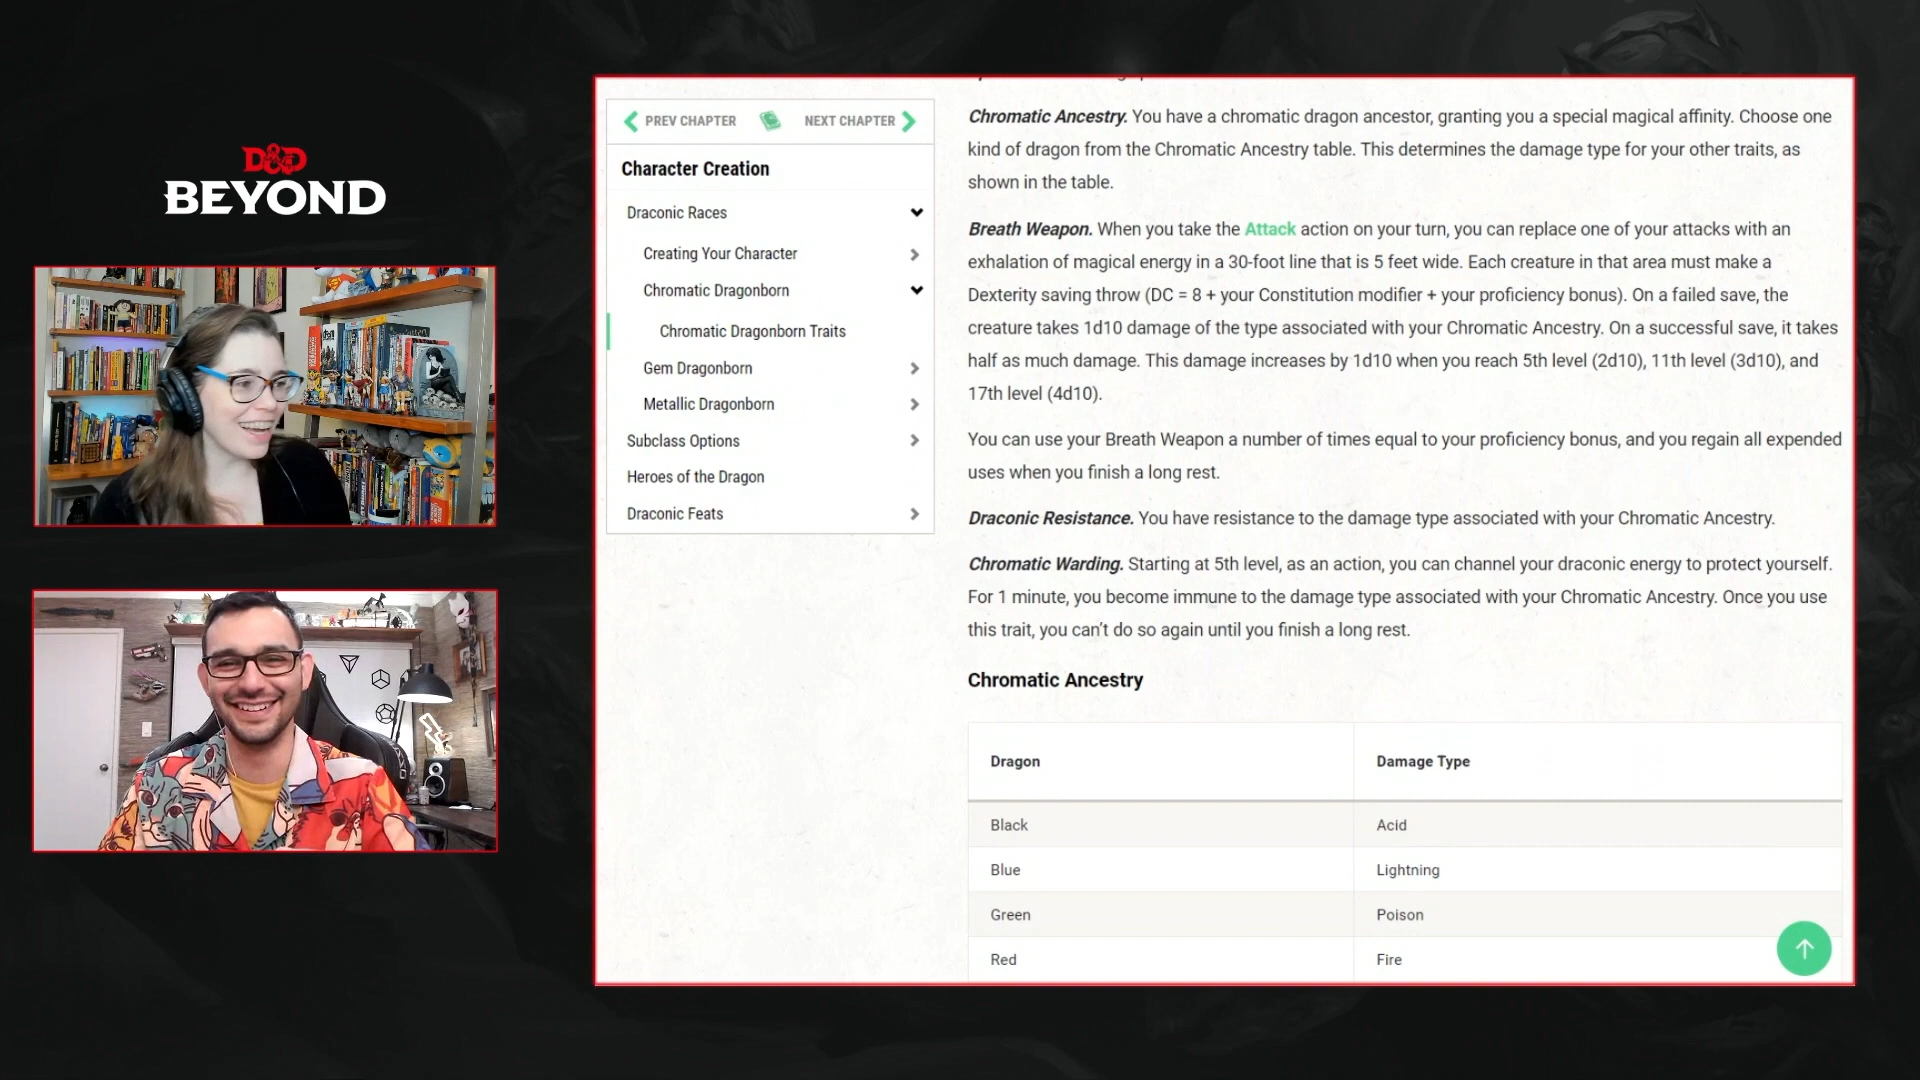 D&D
BEYOND
PREV CHAPTER
NEXT CHAPTER
Character Creation
Draconic Races
Creating Your Character
Chromatic Dragonborn
Chromatic Dragonborn Traits
Gem Dragonborn
Metallic Dragonborn
Subclass Options
Heroes of the Dragon
Draconic Feats
Chromatic Ancestry. You have a chromatic dragon ancestor, granting you a special magical affinity. Choose one
kind of dragon from the Chromatic Ancestry table. This determines the damage type for your other traits, as
shown in the table.
Breath Weapon. When you take the Attack action on your turn, you can replace one of your attacks with an
exhalation of magical energy in a 30-foot line that is 5 feet wide. Each creature in that area must make a
Dexterity saving throw (DC = 8 + your Constitution modifier + your proficiency bonus). On a failed save, the
creature takes 1d10 damage of the type associated with your Chromatic Ancestry. On a successful save, it takes
half as much damage. This damage increases by 1d10 when you reach 5th level (2d10), 11th level (3d10), and
17th level (4d10).
You can use your Breath Weapon a number of times equal to your proficiency bonus, and you regain all expended
uses when you finish a long rest.
Draconic Resistance. You have resistance to the damage type associated with your Chromatic Ancestry.
Chromatic Warding. Starting at 5th level, as an action, you can channel your draconic energy to protect yourself.
For 1 minute, you become immune to the damage type associated with your Chromatic Ancestry. Once you use
this trait, you can't do so again until you finish a long rest.
Chromatic Ancestry
Dragon Damage Type
Black Acid
Blue Lightning
Green Poison
Red Fire